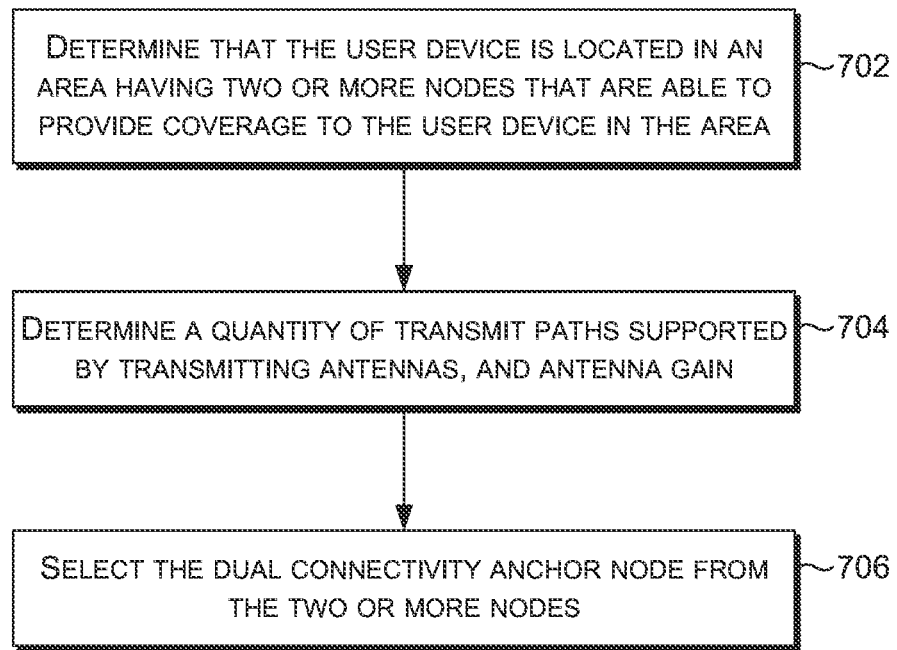 DETERMINE THAT THE USER DEVICE IS LOCATED IN AN
AREA HAVING TWO OR MORE NODES THAT ARE ABLE TO
PROVIDE COVERAGE TO THE USER DEVICE IN THE AREA
702
DETERMINE A QUANTITY OF TRANSMIT PATHS SUPPORTED
BY TRANSMITTING ANTENNAS, AND ANTENNA GAIN
704
SELECT THE DUAL CONNECTIVITY ANCHOR NODE FROM
THE TWO OR MORE NODES
706